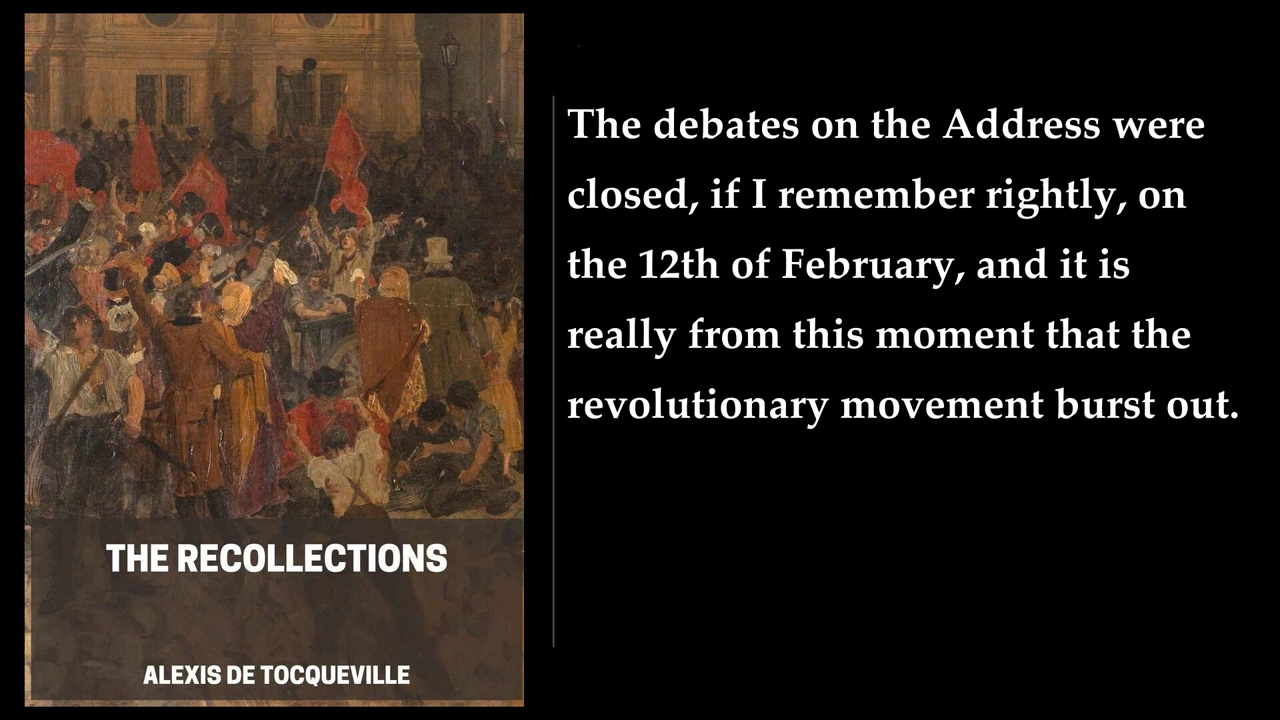 THE RECOLLECTIONS
ALEXIS DE TOCQUEVILLE
The debates on the Address were
closed, if I remember rightly, on
the 12th of February, and it is
really from this moment that the
revolutionary movement burst out.